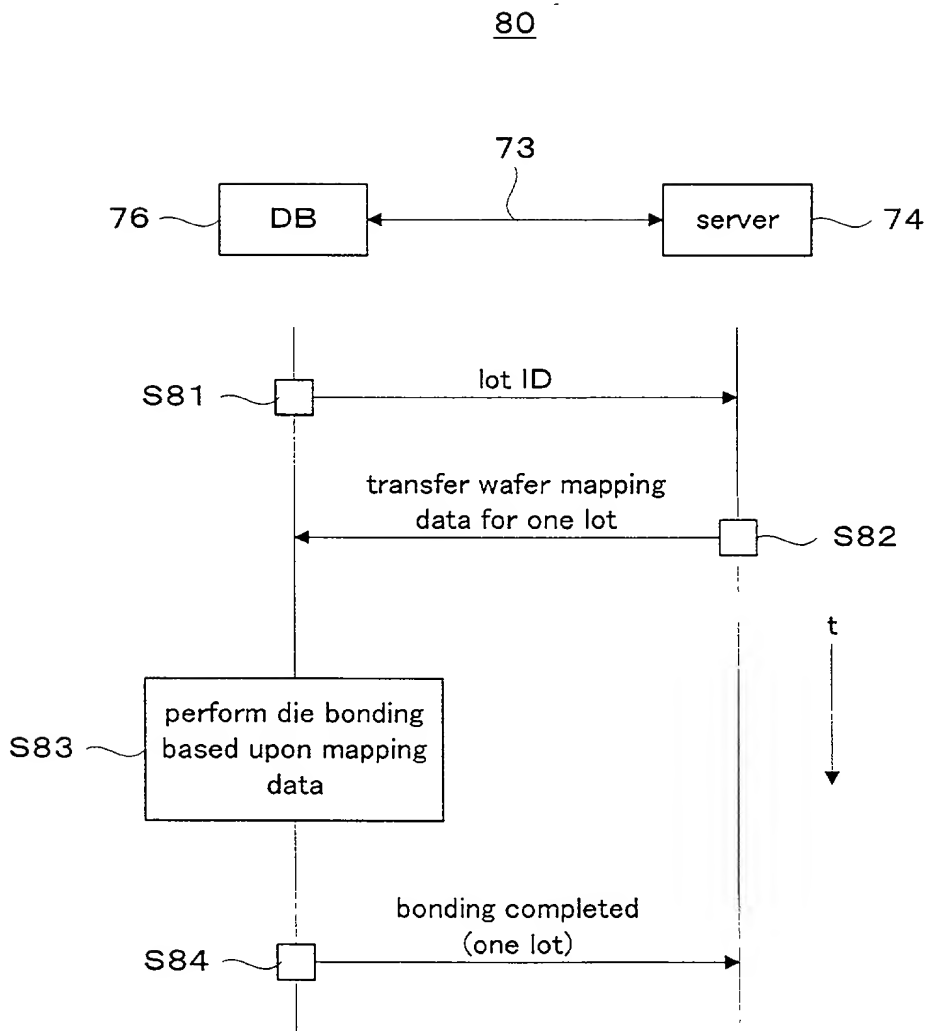 80
73
76
DB
server
74
S81
lot ID
transfer wafer mapping
data for one lot
S82
t
S83
perform die bonding
based upon mapping
data
bonding completed
(one lot)
S84